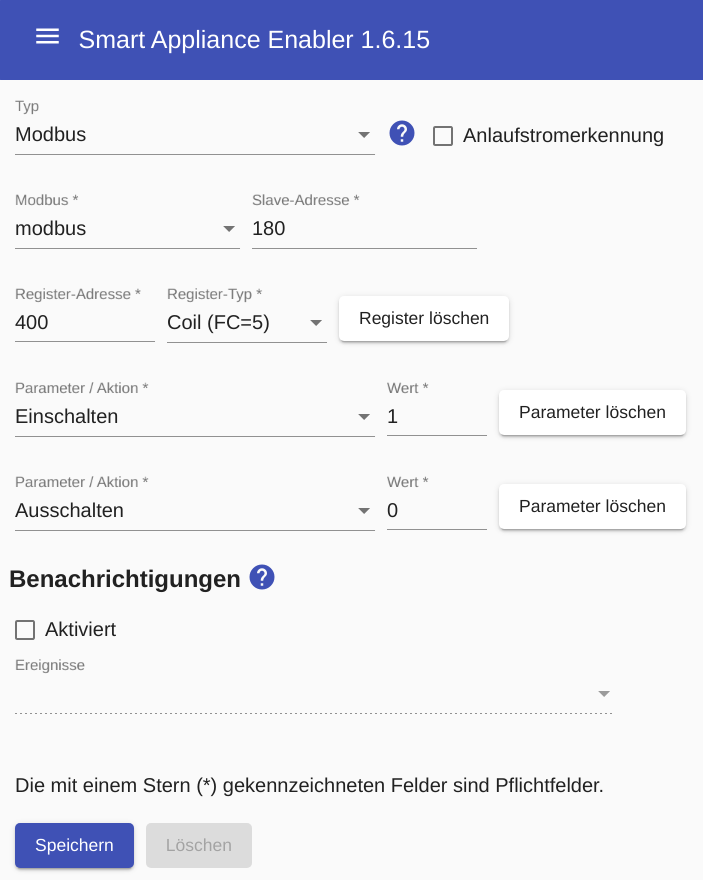 Smart Appliance Enabler 1.6.15
Typ
Modbus
Anlaufstromerkennung
Modbus * Slave-Adresse *
modbus 180
Register-Adresse * Register-Typ *
400 Coil (FC=5) Register löschen
Parameter / Aktion * Wert *
Einschalten 1 Parameter löschen
Parameter / Aktion * Wert *
Ausschalten 0 Parameter löschen
Benachrichtigungen ?
Aktiviert
Ereignisse
Die mit einem Stern (*) gekennzeichneten Felder sind Pflichtfelder.
Speichern Löschen